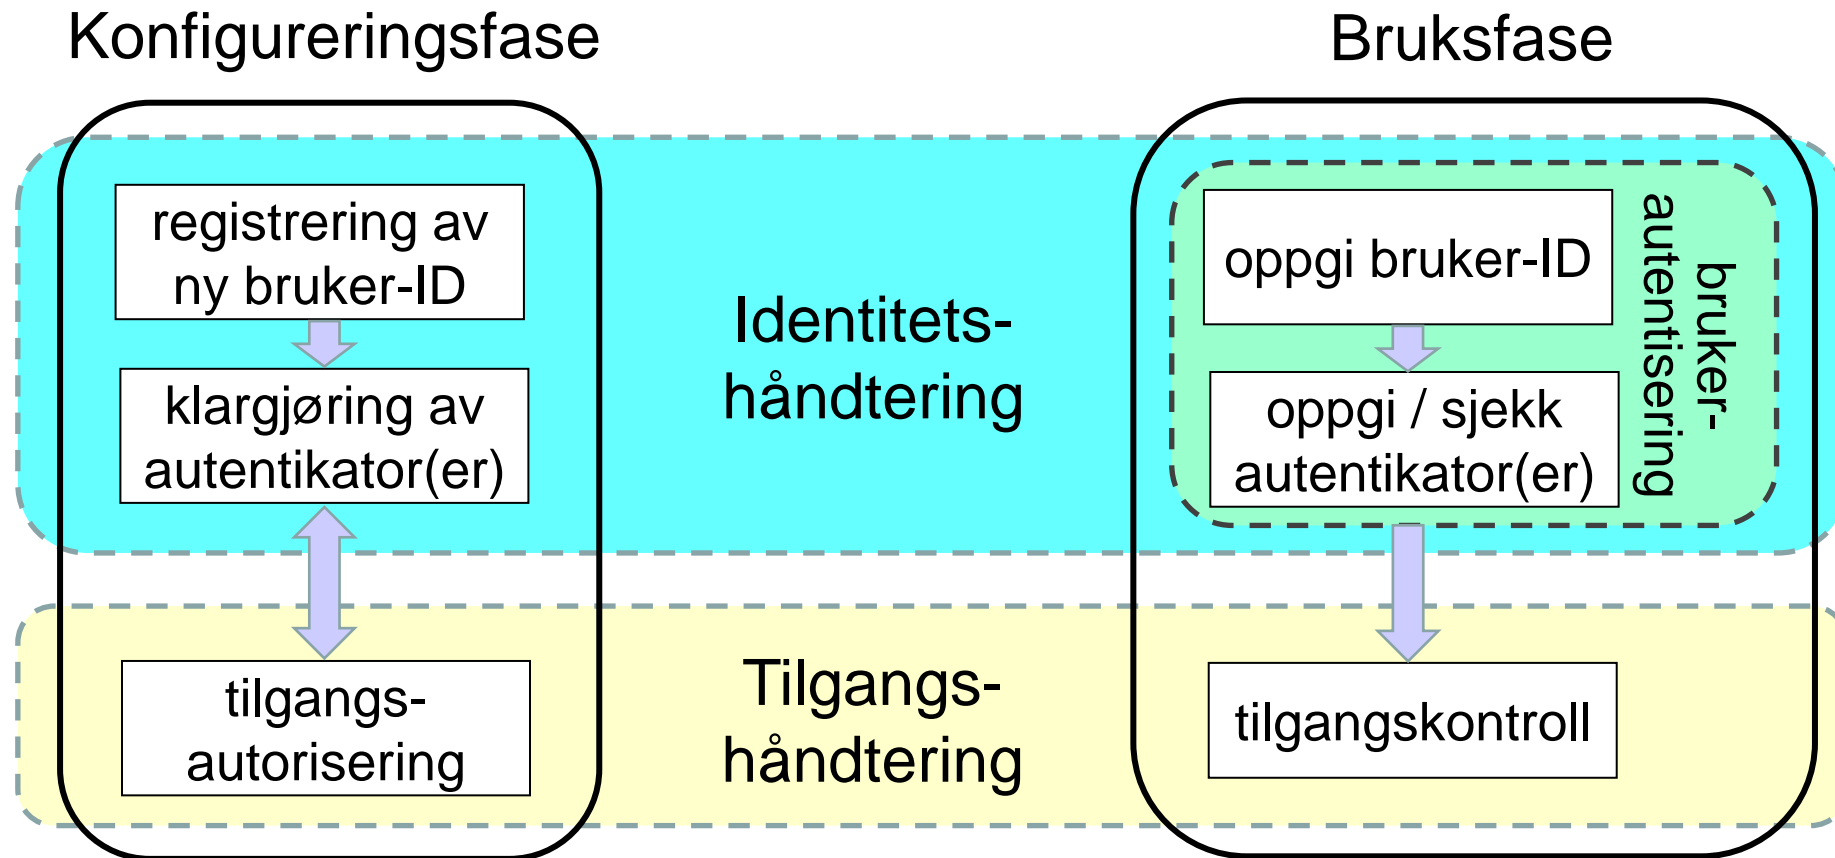 Konfigureringsfase
Bruksfase
registrering av
ny bruker-ID
klargjøring av
autentikator(er)
tilgangs-
autorisering
Identitets-
håndtering
Tilgangs-
håndtering
oppgi bruker-ID
oppgi / sjekk
autentikator(er)
bruker-
autentisering
tilgangskontroll